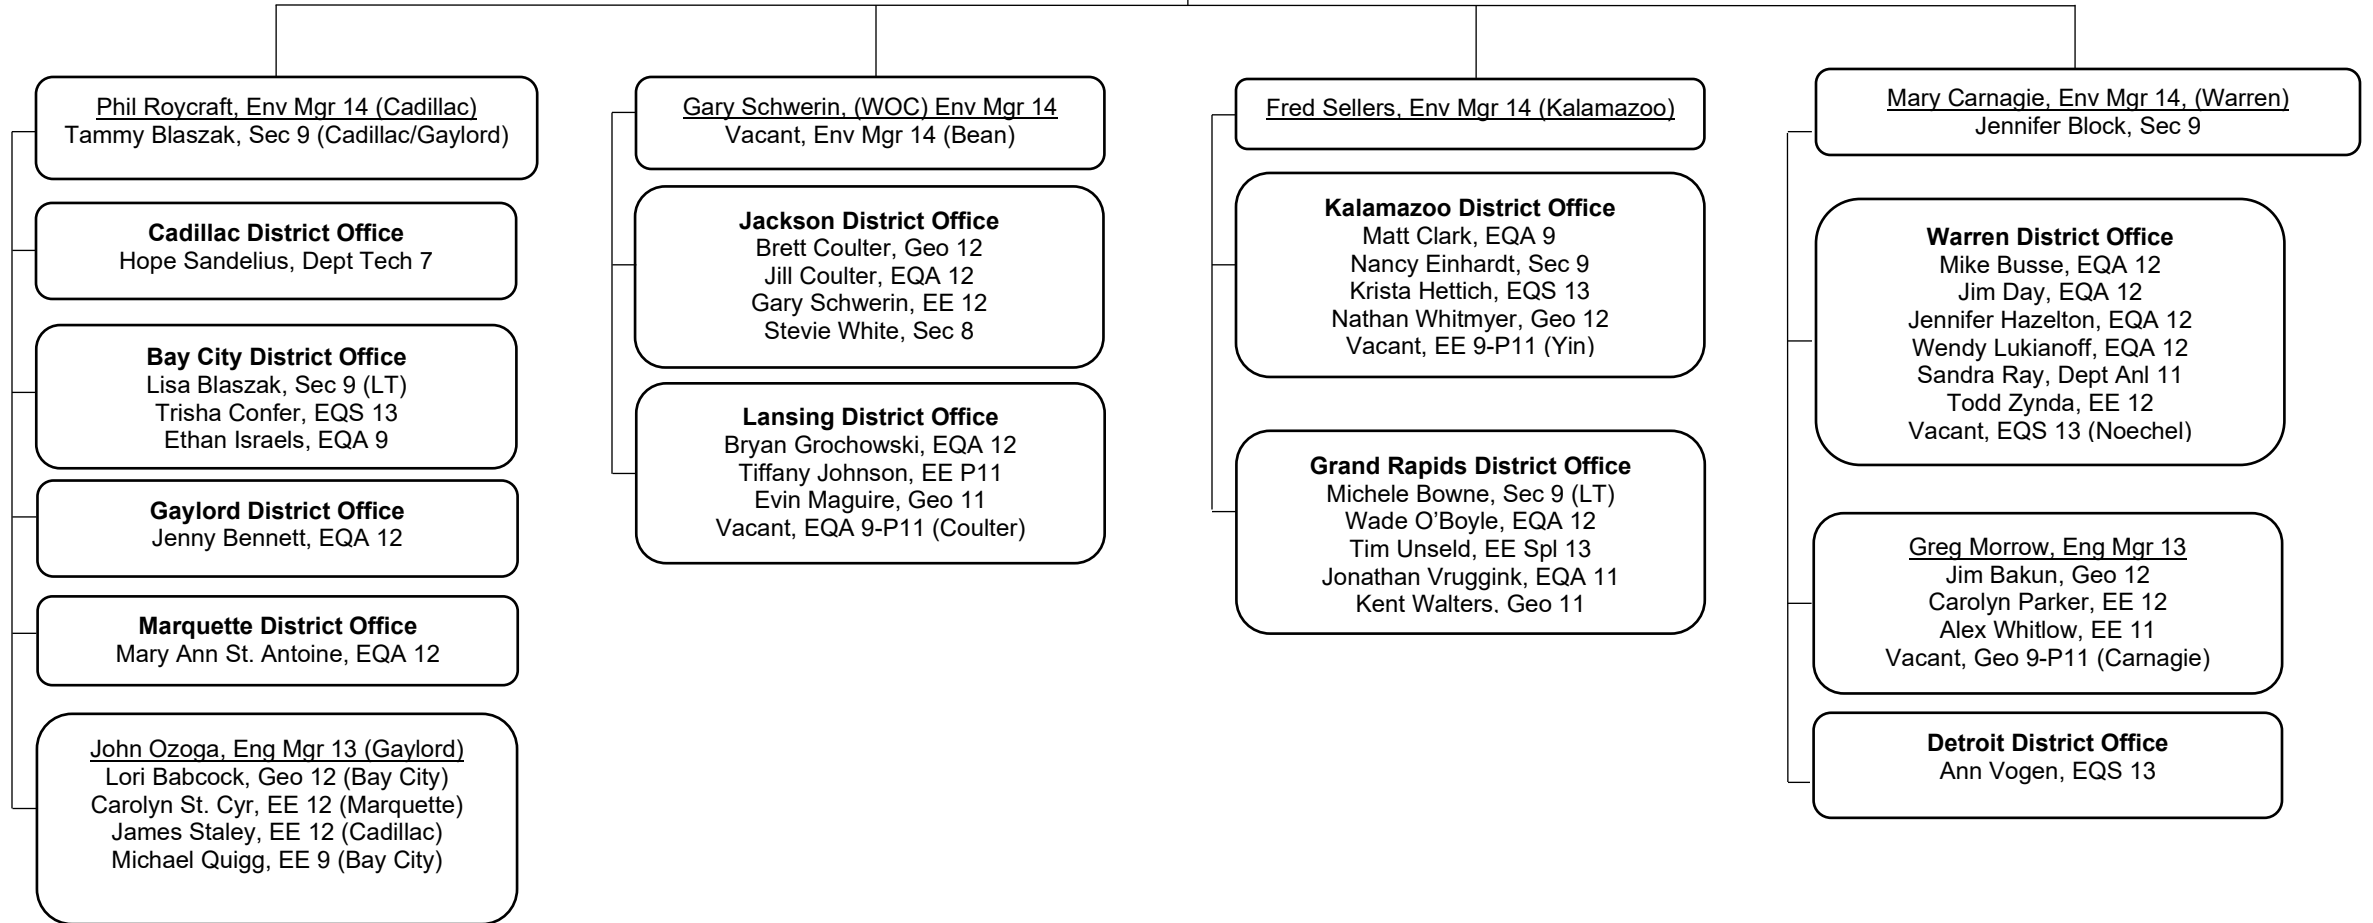 Phil Roycraft, Env Mgr 14 (Cadillac)
Tammy Blaszak, Sec 9 (Cadillac/Gaylord)
Cadillac District Office
Hope Sandelius, Dept Tech 7
Bay City District Office
Lisa Blaszak, Sec 9 (LT)
Trisha Confer, EQS 13
Ethan Israels, EQA 9
Gaylord District Office
Jenny Bennett, EQA 12
Marquette District Office
Mary Ann St. Antoine, EQA 12
John Ozoga, Eng Mgr 13 (Gaylord)
Lori Babcock, Geo 12 (Bay City)
Carolyn St. Cyr, EE 12 (Marquette)
James Staley, EE 12 (Cadillac)
Michael Quigg, EE 9 (Bay City)
Gary Schwerin, (WOC) Env Mgr 14
Vacant, Env Mgr 14 (Bean)
Jackson District Office
Brett Coulter, Geo 12
Jill Coulter, EQA 12
Gary Schwerin, EE 12
Stevie White, Sec 8
Lansing District Office
Bryan Grochowski, EQA 12
Tiffany Johnson, EE P11
Evin Maguire, Geo 11
Vacant, EQA 9-P11 (Coulter)
Fred Sellers, Env Mgr 14 (Kalamazoo)
Kalamazoo District Office
Matt Clark, EQA 9
Nancy Einhardt, Sec 9
Krista Hettich, EQS 13
Nathan Whitmyer, Geo 12
Vacant, EE 9-P11 (Yin)
Grand Rapids District Office
Michele Bowne, Sec 9 (LT)
Wade O’Boyle, EQA 12
Tim Unseld, EE Spl 13
Jonathan Vruggink, EQA 11
Kent Walters, Geo 11
Mary Carnagie, Env Mgr 14, (Warren)
Jennifer Block, Sec 9
Warren District Office
Mike Busse, EQA 12
Jim Day, EQA 12
Jennifer Hazelton, EQA 12
Wendy Lukianoff, EQA 12
Sandra Ray, Dept Anl 11
Todd Zynda, EE 12
Vacant, EQS 13 (Noechel)
Greg Morrow, Eng Mgr 13
Jim Bakun, Geo 12
Carolyn Parker, EE 12
Alex Whitlow, EE 11
Vacant, Geo 9-P11 (Carnagie)
Detroit District Office
Ann Vogen, EQS 13